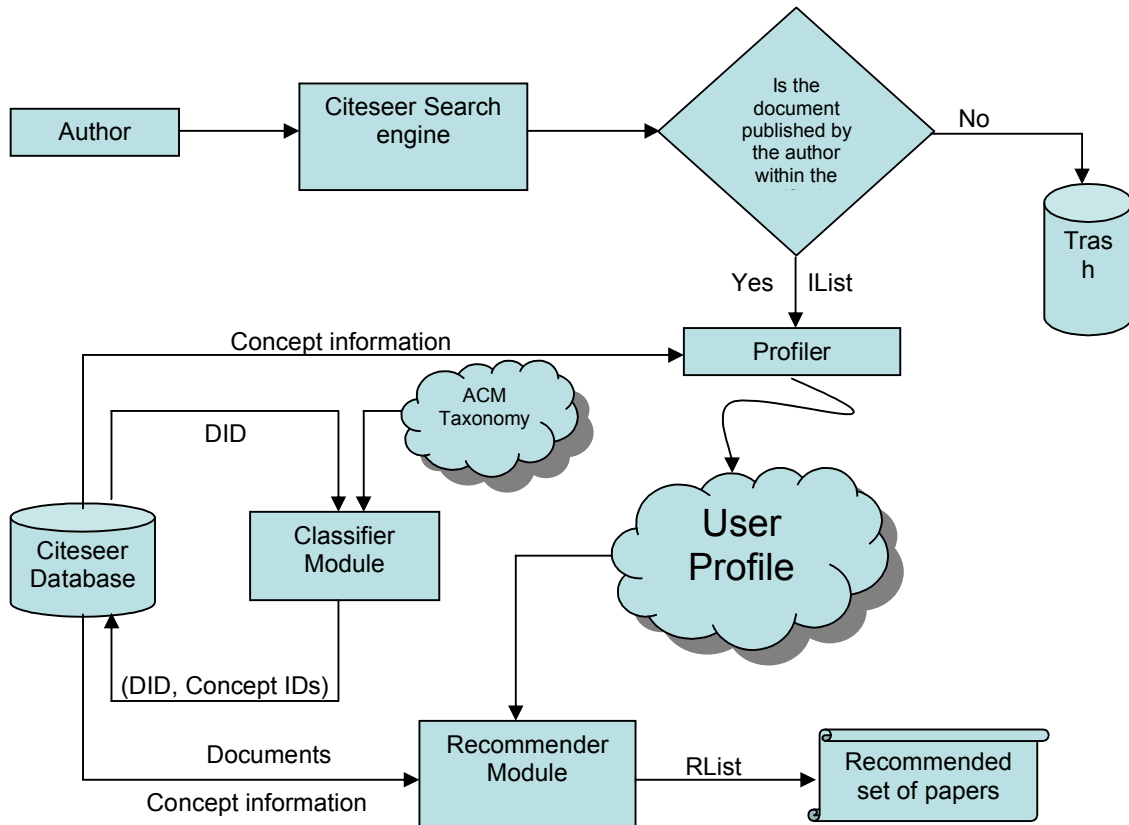 Author
Citeseer Search
engine
Is the
document
published by
the author
within the
No
Tras
h
Yes
IList
Concept information
Profiler
ACM
Taxonomy
DID
User
Profile
Citeseer
Database
Classifier
Module
(DID, Concept IDs)
Documents
Concept information
Recommender
Module
RList
Recommended
set of papers